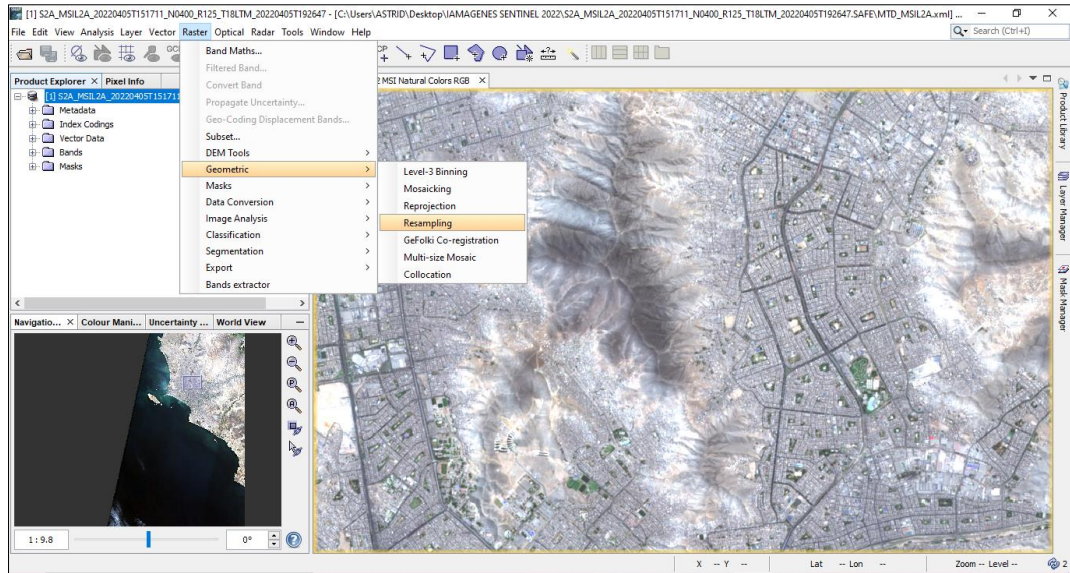 [1] S2A_MSIL2A_20220405T151711_N0400_R125_T18LTM_20220405T192647 - [C:\Users\ASTRID\Desktop\IAMAGENES SENTINEL 2022\S2A_MSIL2A_20220405T151711_N0400_R125_T18LTM_20220405T192647.SAFE\MTD_MSIL2A.xml] ...
File Edit View Analysis Layer Vector Raster Optical Radar Tools Window Help
Search (Ctrl+I)
Product Explorer Pixel Info
2 MSI Natural Colors RGB
[1] S2A_MSIL2A_20220405T151711
Metadata
Index Codings
Vector Data
Bands
Masks
Band Maths...
Filtered Band...
Convert Band
Propagate Uncertainty...
Geo-Coding Displacement Bands...
Subset...
DEM Tools
Geometric
Masks
Data Conversion
Image Analysis
Classification
Segmentation
Export
Bands extractor
Level-3 Binning
Mosaicking
Reprojection
Resampling
GeFolki Co-registration
Multi-size Mosaic
Collocation
Product Library
Layer Manager
Mask Manager
Navigatio... Colour Mani... Uncertainty ... World View
1 : 9.8
0°
X -- Y -- Lat -- Lon -- Zoom -- Level -- 2